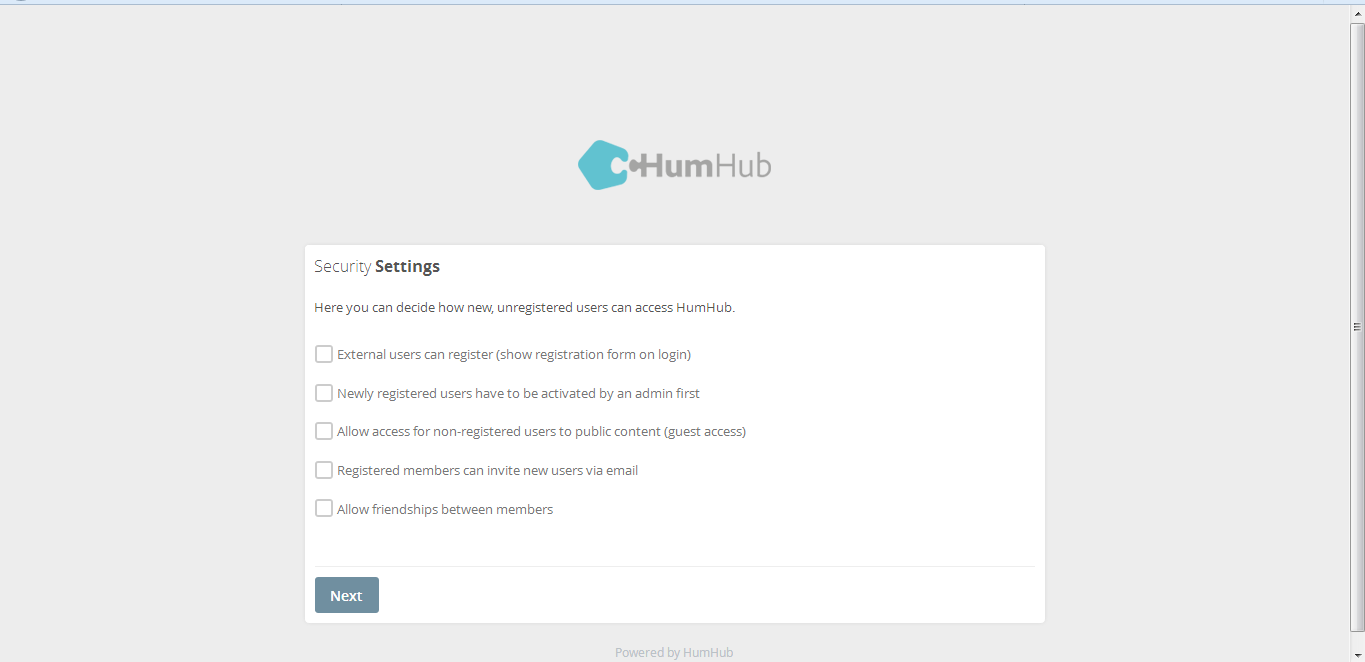 HumHub
Security Settings
Here you can decide how new, unregistered users can access HumHub.
External users can register (show registration form on login)
Newly registered users have to be activated by an admin first
Allow access for non-registered users to public content (guest access)
Registered members can invite new users via email
Allow friendships between members
Next
Powered by HumHub